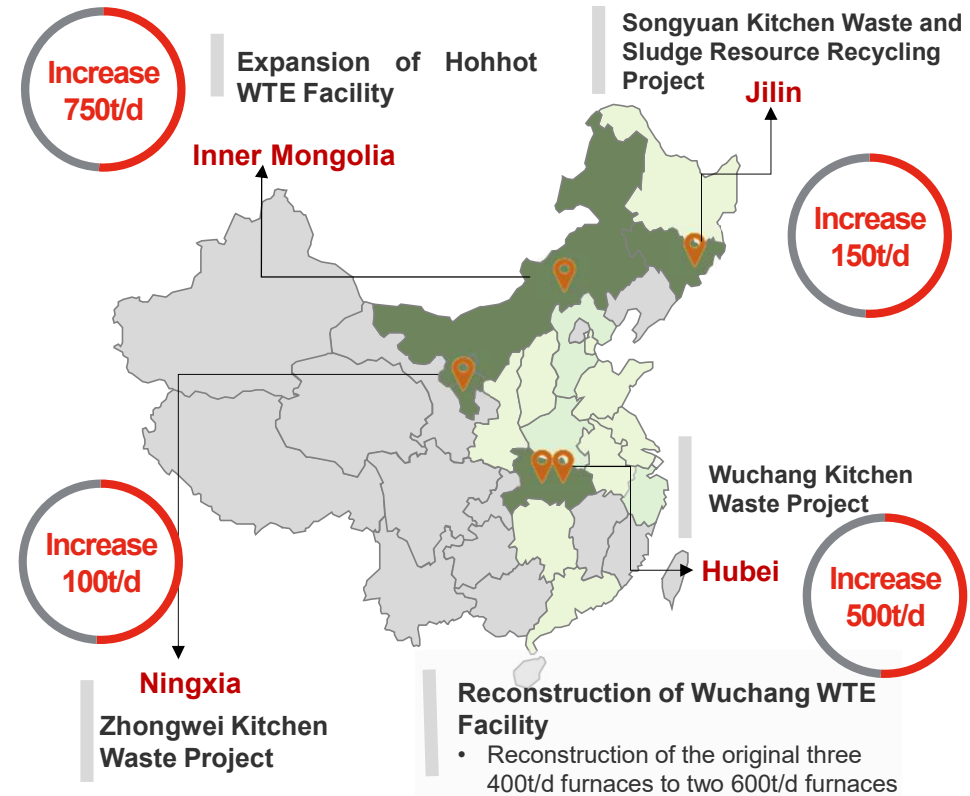 Increase
750t/d
Expansion of Hohhot
WTE Facility
Songyuan Kitchen Waste and
Sludge Resource Recycling
Project
Jilin
Inner Mongolia
Increase
150t/d
Wuchang Kitchen
Waste Project
Increase
100t/d
Hubei
Increase
500t/d
Ningxia
Zhongwei Kitchen
Waste Project
Reconstruction of Wuchang WTE
Facility
• Reconstruction of the original three
400t/d furnaces to two 600t/d furnaces